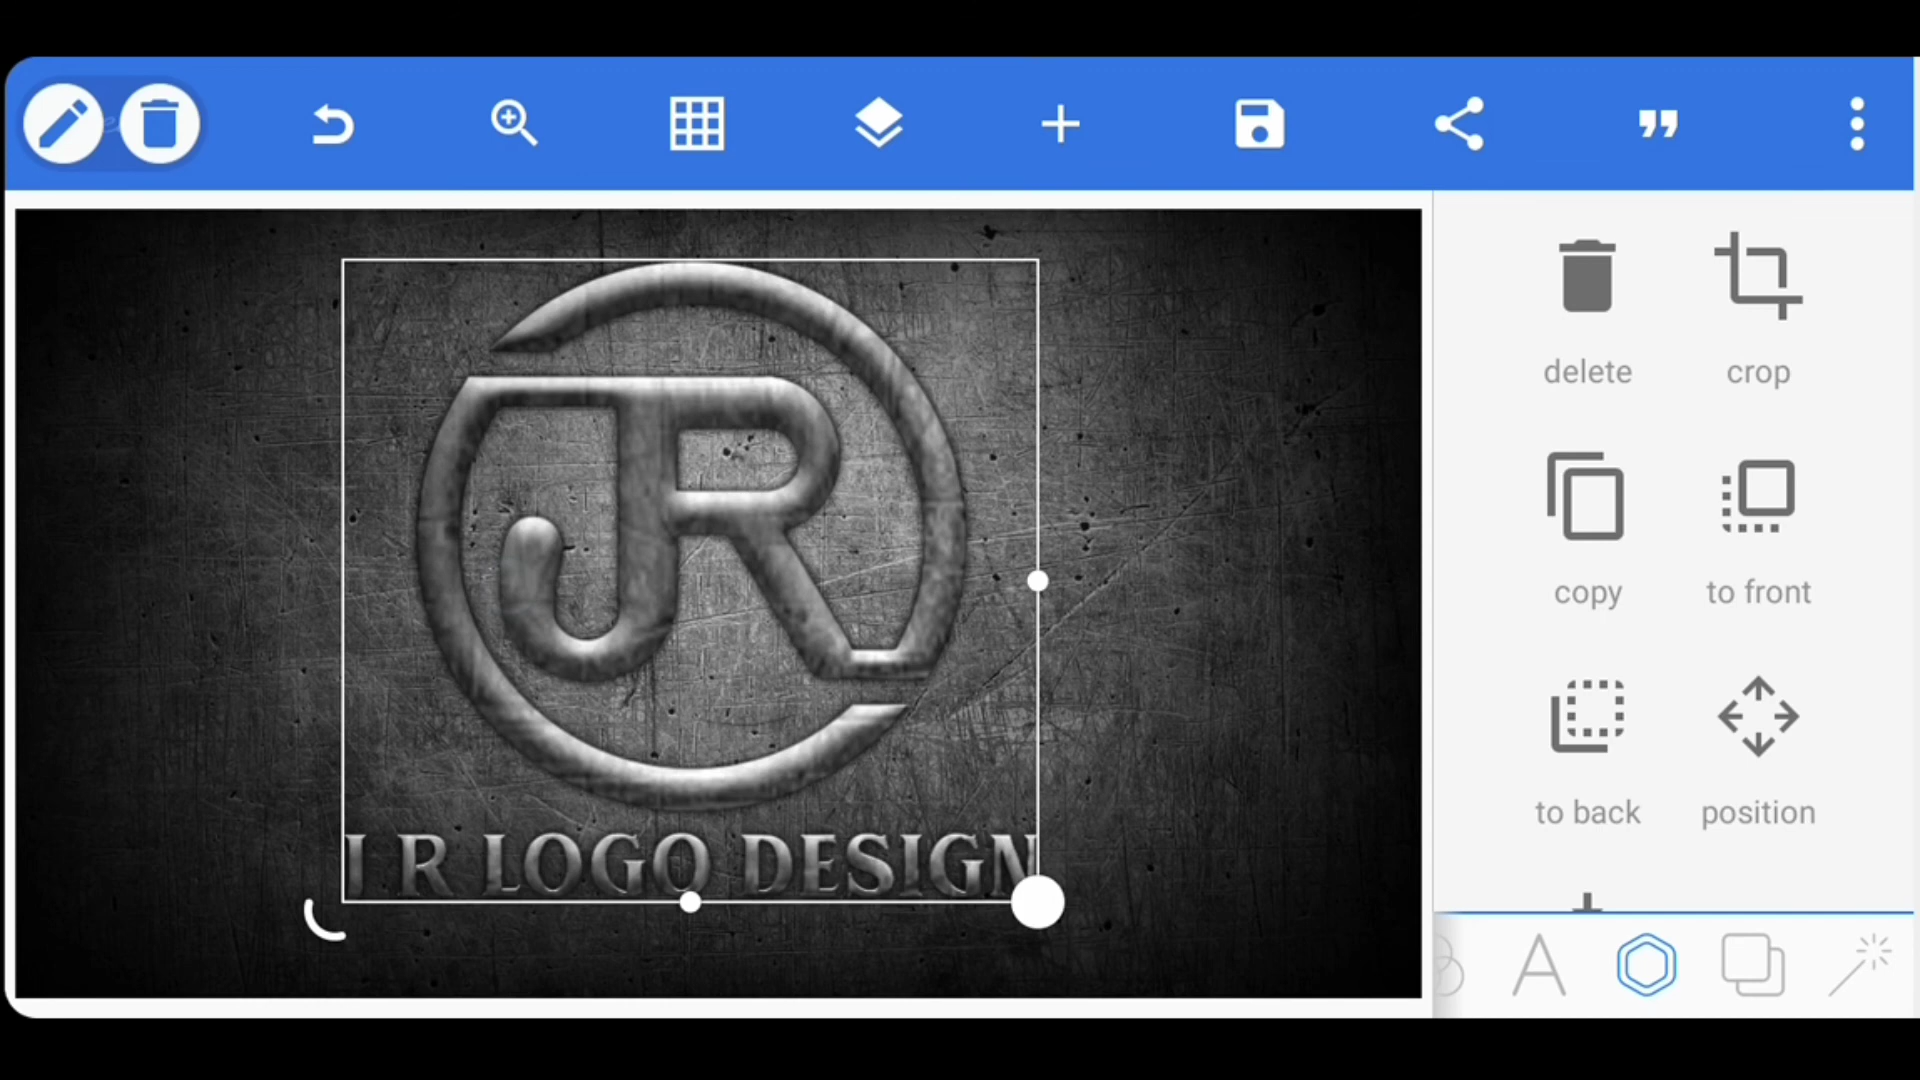 JR
J R LOGO DESIGN
delete
crop
copy
to front
to back
position
A